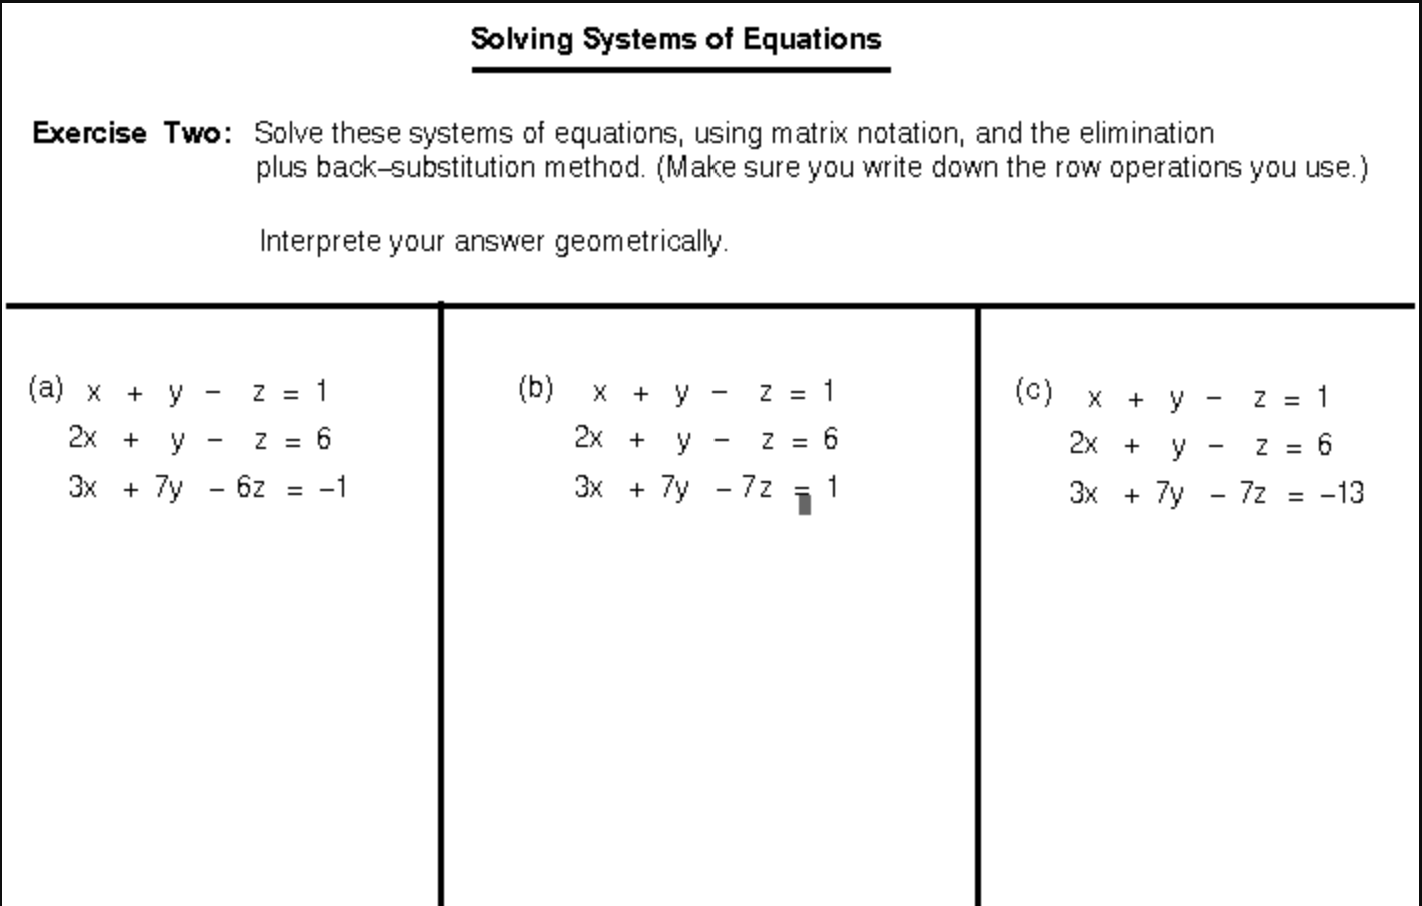 Solving Systems of Equations
Exercise Two: Solve these systems of equations, using matrix notation, and the elimination
plus back–substitution method. (Make sure you write down the row operations you use.)
Interprete your answer geometrically.
(a) x + y – z = 1
2x + y – z = 6
3x + 7y – 6z = –1
(b) x + y – z = 1
2x + y – z = 6
3x + 7y – 7z = 1
(c) x + y – z = 1
2x + y – z = 6
3x + 7y – 7z = –13